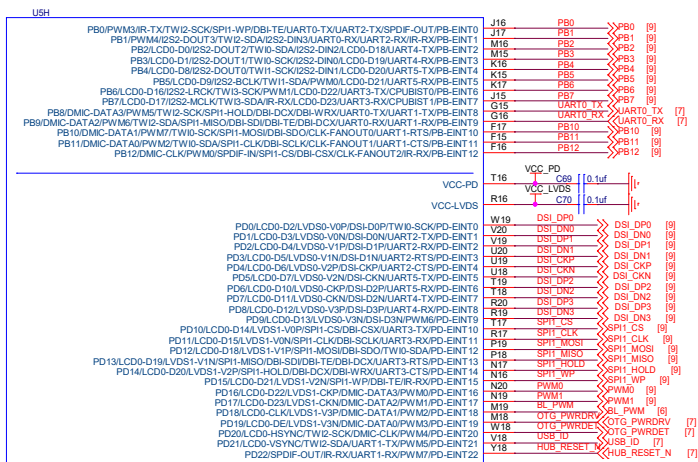 U5H
PB0/PWM3/IR-TX/TWI2-SCK/SPI1-WP/DBI-TE/UART0-TX/UART2-TX/SPDIF-OUT/PB-EINT0 J16 PB0 PB0 [9]
PB1/PWM4/I2S2-DOUT3/TWI2-SDA/I2S2-DIN3/UART0-RX/UART2-RX/IR-RX/PB-EINT1 J17 PB1 PB1 [9]
PB2/LCD0-D0/I2S2-DOUT2/TWI0-SDA/I2S2-DIN2/LCD0-D18/UART4-TX/PB-EINT2 M16 PB2 PB2 [9]
PB3/LCD0-D1/I2S2-DOUT1/TWI0-SCK/I2S2-DIN0/LCD0-D19/UART4-RX/PB-EINT3 M15 PB3 PB3 [9]
PB4/LCD0-D8/I2S2-DOUT0/TWI1-SCK/I2S2-DIN1/LCD0-D20/UART5-TX/PB-EINT4 K16 PB4 PB4 [9]
PB5/LCD0-D9/I2S2-BCLK/TWI1-SDA/PWM0/LCD0-D21/UART5-RX/PB-EINT5 K15 PB5 PB5 [9]
PB6/LCD0-D16/I2S2-LRCK/TWI3-SCK/PWM1/LCD0-D22/UART3-TX/CPUBIST0/PB-EINT6 K17 PB6 PB6 [9]
PB7/LCD0-D17/I2S2-MCLK/TWI3-SDA/IR-RX/LCD0-D23/UART3-RX/CPUBIST1/PB-EINT7 J15 PB7 PB7 [9]
PB8/DMIC-DATA3/PWM5/TWI2-SCK/SPI1-HOLD/DBI-DCX/DBI-WRX/UART0-TX/UART1-TX/PB-EINT8 G15 UART0_TX UART0_TX [7]
PB9/DMIC-DATA2/PWM6/TWI2-SDA/SPI1-MISO/DBI-SDI/DBI-TE/DBI-DCX/UART0-RX/UART1-RX/PB-EINT9 G16 UART0_RX UART0_RX [7]
PB10/DMIC-DATA1/PWM7/TWI0-SCK/SPI1-MOSI/DBI-SDO/CLK-FANOUT0/UART1-RTS/PB-EINT10 F17 PB10 PB10 [9]
PB11/DMIC-DATA0/PWM2/TWI0-SDA/SPI1-CLK/DBI-SCLK/CLK-FANOUT1/UART1-CTS/PB-EINT11 F15 PB11 PB11 [9]
PB12/DMIC-CLK/PWM0/SPDIF-IN/SPI1-CS/DBI-CSX/CLK-FANOUT2/IR-RX/PB-EINT12 F16 PB12 PB12 [9]
VCC_PD
VCC-PD T16 C69 0.1uf
VCC_LVDS
VCC-LVDS R16 C70 0.1uf
PD0/LCD0-D2/LVDS0-V0P/DSI-D0P/TWI0-SCK/PD-EINT0 W19 DSI_DP0 DSI_DP0 [9]
PD1/LCD0-D3/LVDS0-V0N/DSI-D0N/UART2-TX/PD-EINT1 V20 DSI_DN0 DSI_DN0 [9]
PD2/LCD0-D4/LVDS0-V1P/DSI-D1P/UART2-RX/PD-EINT2 V19 DSI_DP1 DSI_DP1 [9]
PD3/LCD0-D5/LVDS0-V1N/DSI-D1N/UART2-RTS/PD-EINT3 U20 DSI_DN1 DSI_DN1 [9]
PD4/LCD0-D6/LVDS0-V2P/DSI-CKP/UART2-CTS/PD-EINT4 U19 DSI_CKP DSI_CKP [9]
PD5/LCD0-D7/LVDS0-V2N/DSI-CKN/UART5-TX/PD-EINT5 U18 DSI_CKN DSI_CKN [9]
PD6/LCD0-D10/LVDS0-CKP/DSI-D2P/UART5-RX/PD-EINT6 T19 DSI_DP2 DSI_DP2 [9]
PD7/LCD0-D11/LVDS0-CKN/DSI-D2N/UART4-TX/PD-EINT7 T18 DSI_DN2 DSI_DN2 [9]
PD8/LCD0-D12/LVDS0-V3P/DSI-D3P/UART4-RX/PD-EINT8 R20 DSI_DP3 DSI_DP3 [9]
PD9/LCD0-D13/LVDS0-V3N/DSI-D3N/PWM6/PD-EINT9 R19 DSI_DN3 DSI_DN3 [9]
PD10/LCD0-D14/LVDS1-V0P/SPI1-CS/DBI-CSX/UART3-TX/PD-EINT10 T17 SPI1_CS SPI1_CS [9]
PD11/LCD0-D15/LVDS1-V0N/SPI1-CLK/DBI-SCLK/UART3-RX/PD-EINT11 R17 SPI1_CLK SPI1_CLK [9]
PD12/LCD0-D18/LVDS1-V1P/SPI1-MOSI/DBI-SDO/TWI0-SDA/PD-EINT12 P19 SPI1_MOSI SPI1_MOSI [9]
PD13/LCD0-D19/LVDS1-V1N/SPI1-MISO/DBI-SDI/DBI-TE/DBI-DCX/UART3-RTS/PD-EINT13 P18 SPI1_MISO SPI1_MISO [9]
PD14/LCD0-D20/LVDS1-V2P/SPI1-HOLD/DBI-DCX/DBI-WRX/UART3-CTS/PD-EINT14 N17 SPI1_HOLD SPI1_HOLD [9]
PD15/LCD0-D21/LVDS1-V2N/SPI1-WP/DBI-TE/IR-RX/PD-EINT15 N16 SPI1_WP SPI1_WP [9]
PD16/LCD0-D22/LVDS1-CKP/DMIC-DATA3/PWM0/PD-EINT16 N20 PWM0 PWM0 [9]
PD17/LCD0-D23/LVDS1-CKN/DMIC-DATA2/PWM1/PD-EINT17 N19 PWM1 PWM1 [9]
PD18/LCD0-CLK/LVDS1-V3P/DMIC-DATA1/PWM2/PD-EINT18 M19 BL_PWM BL_PWM [6]
PD19/LCD0-DE/LVDS1-V3N/DMIC-DATA0/PWM3/PD-EINT19 M18 OTG_PWRDRV OTG_PWRDRV [7]
PD20/LCD0-HSYNC/TWI2-SCK/DMIC-CLK/PWM4/PD-EINT20 W18 OTG_PWRDET OTG_PWRDET [7]
PD21/LCD0-VSYNC/TWI2-SDA/UART1-TX/PWM5/PD-EINT21 V18 USB_ID USB_ID [7]
PD22/SPDIF-OUT/IR-RX/UART1-RX/PWM7/PD-EINT22 Y18 HUB_RESET_N HUB_RESET_N [7]